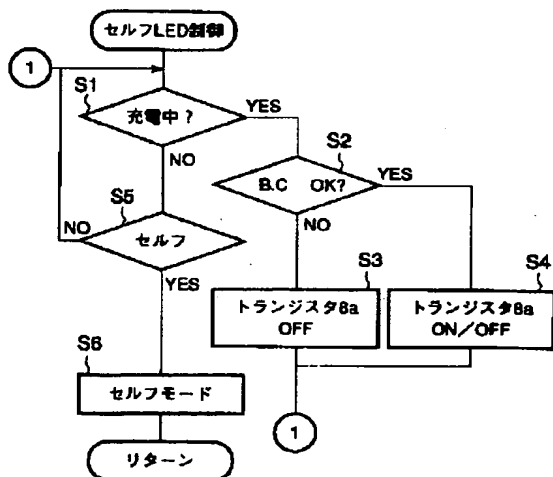 セルフLED制御
1
S1
充電中?
YES
NO
S2
B.C OK?
YES
NO
S5
セルフ
NO
YES
S3
トランジスタ8a
OFF
S4
トランジスタ8a
ON/OFF
S6
セルフモード
1
リターン